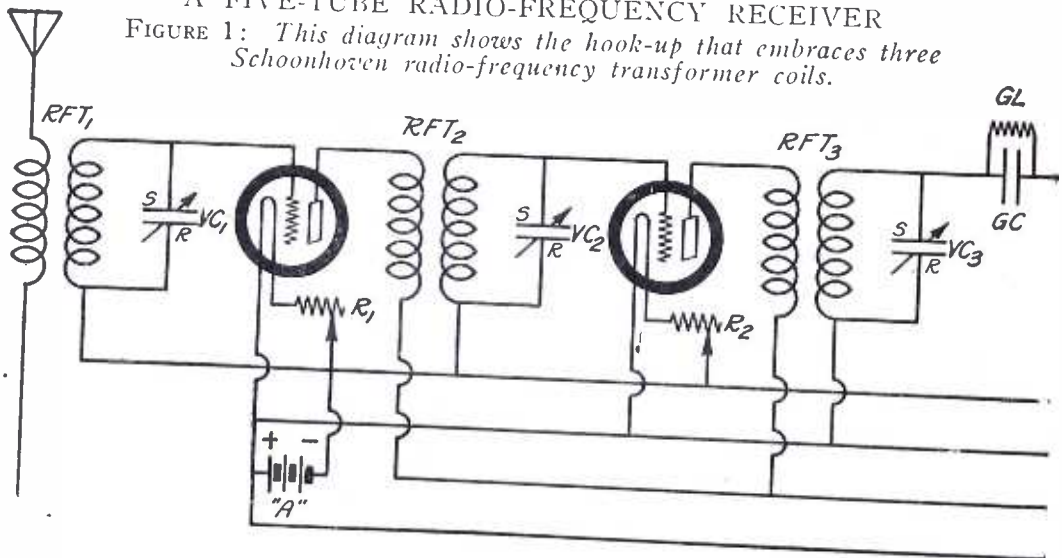 A FIVE-TUBE RADIO-FREQUENCY RECEIVER
FIGURE 1: This diagram shows the hook-up that embraces three
Schoonhoven radio-frequency transformer coils.
GL
RFT1
RFT2
RFT3
S
VC1
R
S
VC2
R
S
VC3
R
GC
R1
R2
+ −
"A"